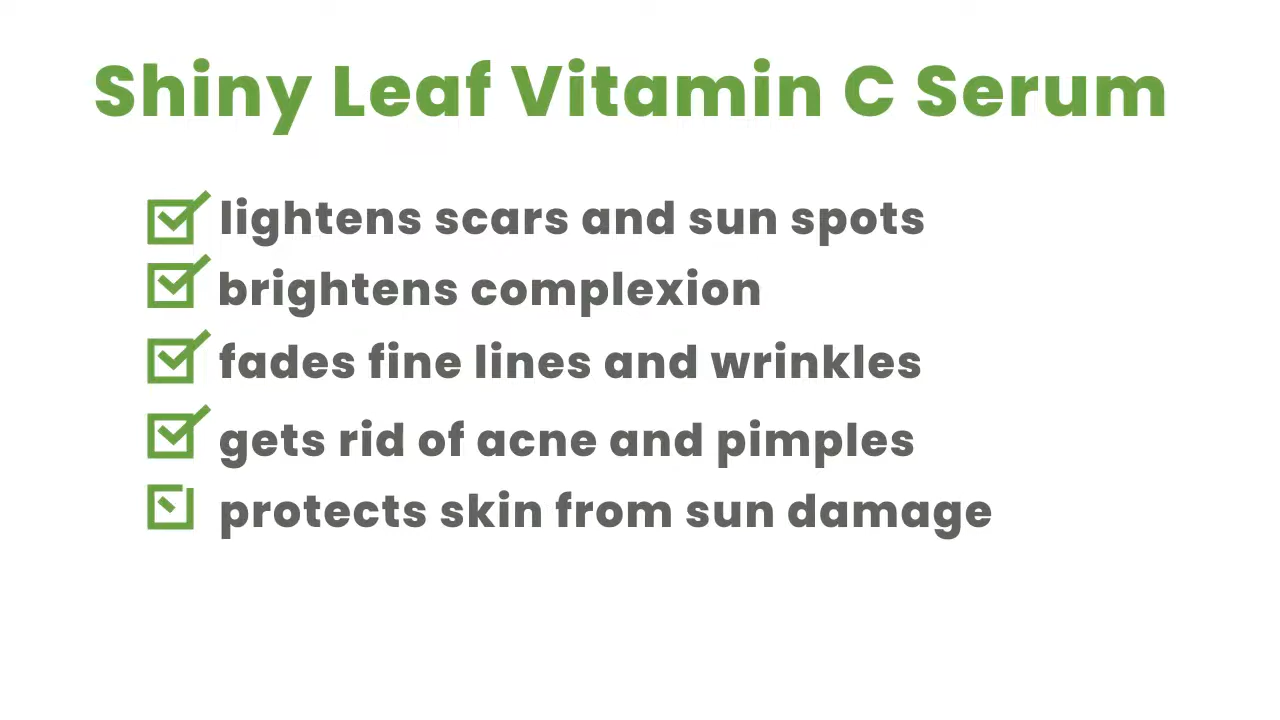 Shiny Leaf Vitamin C Serum
lightens scars and sun spots
brightens complexion
fades fine lines and wrinkles
gets rid of acne and pimples
protects skin from sun damage